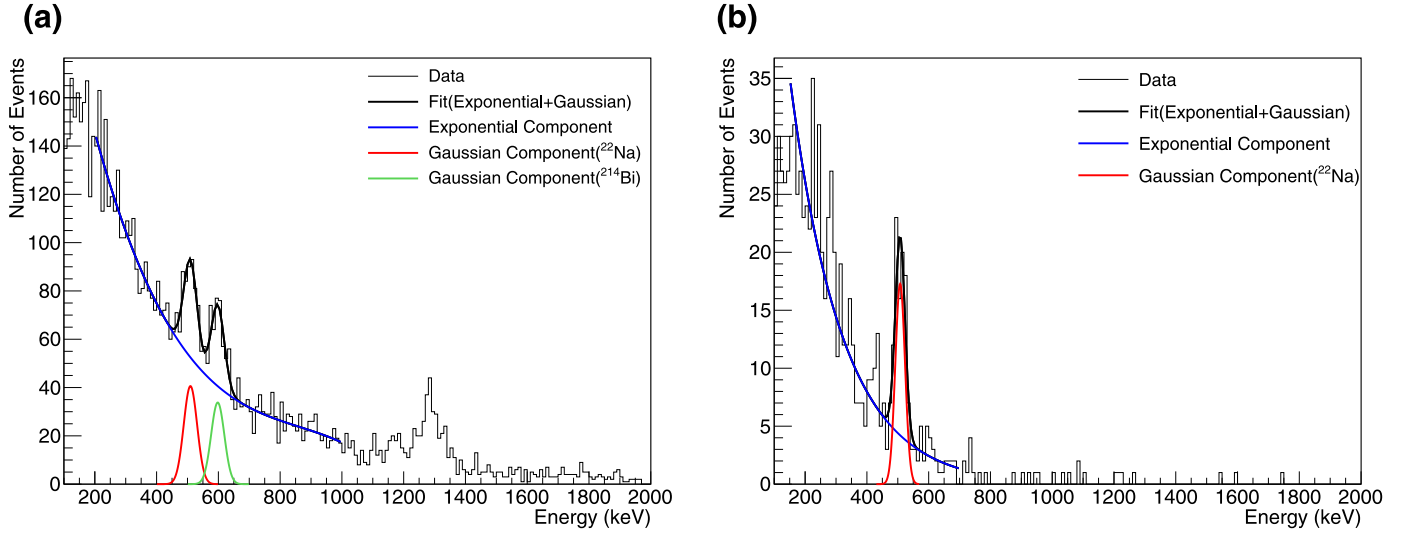 (a)
Number of Events
160
140
120
100
80
60
40
20
0
Data
Fit(Exponential+Gaussian)
Exponential Component
Gaussian Component(²²Na)
Gaussian Component(²¹⁴Bi)
200 400 600 800 1000 1200 1400 1600 1800 2000
Energy (keV)
(b)
Number of Events
35
30
25
20
15
10
5
0
Data
Fit(Exponential+Gaussian)
Exponential Component
Gaussian Component(²²Na)
200 400 600 800 1000 1200 1400 1600 1800 2000
Energy (keV)